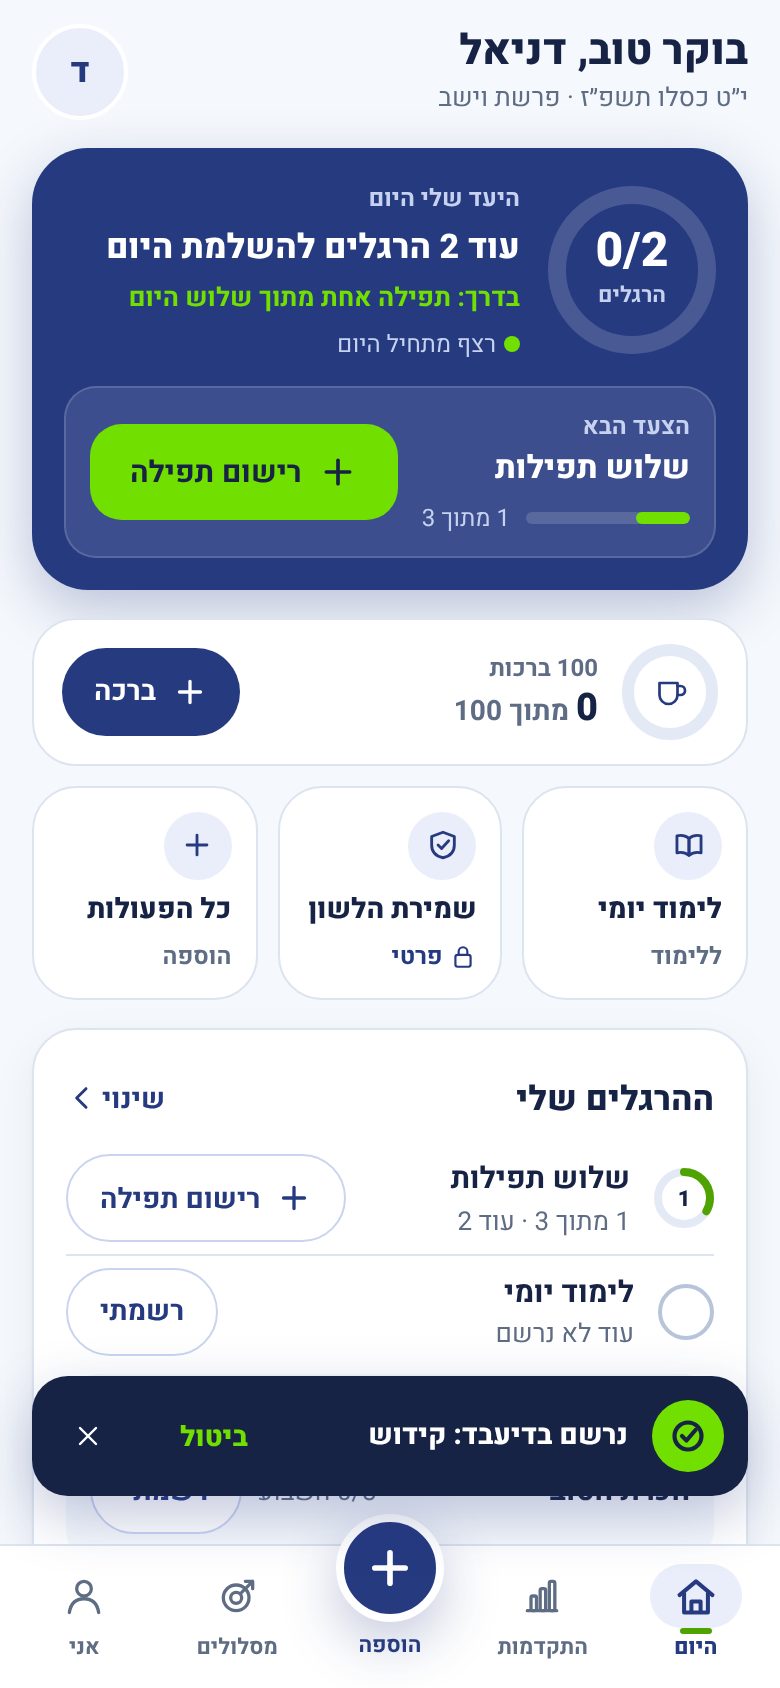 בוקר טוב, דניאל
ד
י״ט כסלו תשפ״ז · פרשת וישב
היעד שלי היום
0/2
הרגלים
עוד 2 הרגלים להשלמת היום
בדרך: תפילה אחת מתוך שלוש היום
רצף מתחיל היום
הצעד הבא
שלוש תפילות
1 מתוך 3
רישום תפילה
100 ברכות
0 מתוך 100
ברכה
לימוד יומי
ללימוד
שמירת הלשון
פרטי
כל הפעולות
הוספה
ההרגלים שלי
שינוי
1
שלוש תפילות
1 מתוך 3 · עוד 2
רישום תפילה
לימוד יומי
עוד לא נרשם
רשמתי
נרשם בדיעבד: קידוש
ביטול
היום
התקדמות
הוספה
מסלולים
אני